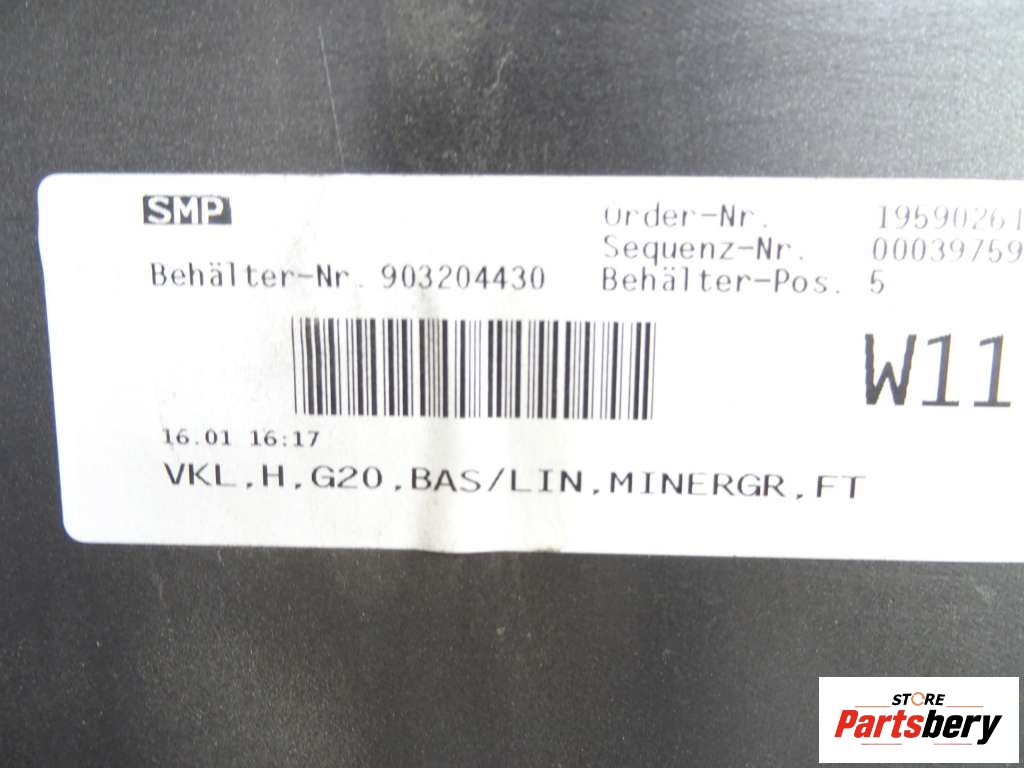 SMP
Order-Nr. 19590261
Sequenz-Nr. 00039759
Behälter-Nr. 903204430 Behälter-Pos. 5
W11
16.01 16:17
VKL,H,G20,BAS/LIN,MINERGR,FT
STORE
Partsbery